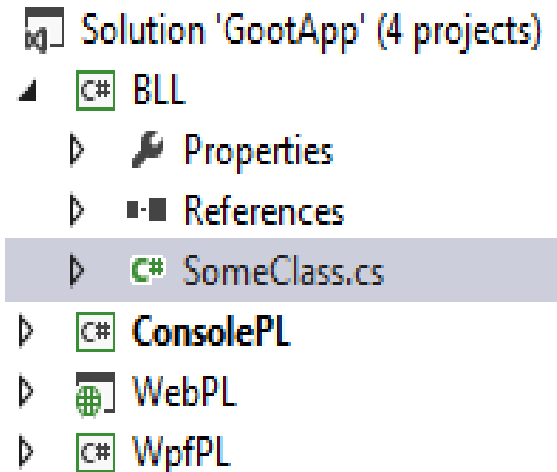 Solution 'GootApp' (4 projects)
C# BLL
Properties
References
C# SomeClass.cs
C# ConsolePL
WebPL
C# WpfPL